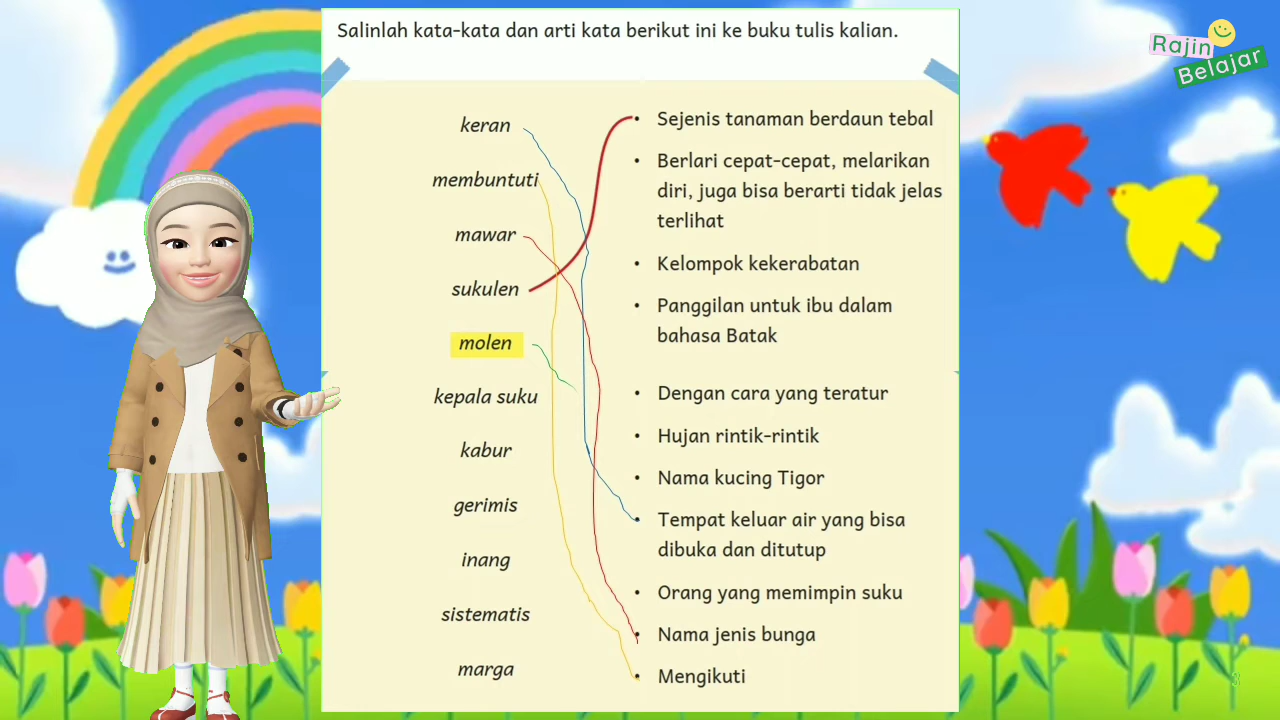 Salinlah kata-kata dan arti kata berikut ini ke buku tulis kalian.
Rajin
Belajar
keran
membuntuti
mawar
sukulen
molen
kepala suku
kabur
gerimis
inang
sistematis
marga
• Sejenis tanaman berdaun tebal
• Berlari cepat-cepat, melarikan
diri, juga bisa berarti tidak jelas
terlihat
• Kelompok kekerabatan
• Panggilan untuk ibu dalam
bahasa Batak
• Dengan cara yang teratur
• Hujan rintik-rintik
• Nama kucing Tigor
• Tempat keluar air yang bisa
dibuka dan ditutup
• Orang yang memimpin suku
• Nama jenis bunga
• Mengikuti